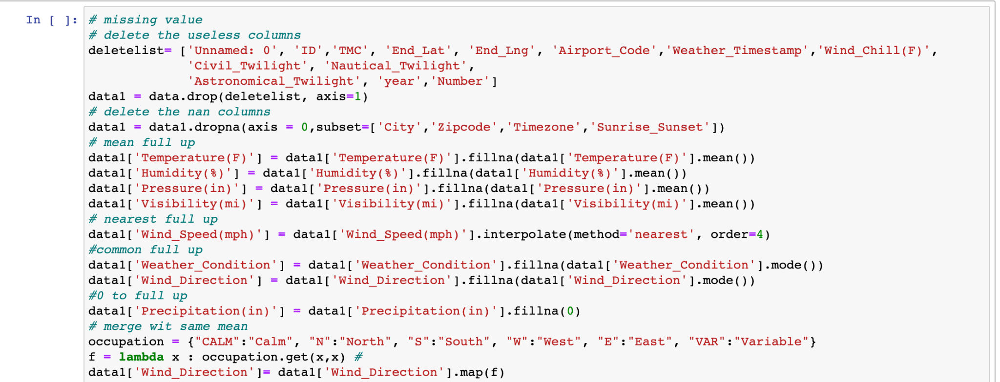 In [ ]: # missing value
# delete the useless columns
deletelist= ['Unnamed: 0', 'ID','TMC', 'End_Lat', 'End_Lng', 'Airport_Code','Weather_Timestamp','Wind_Chill(F)',
'Civil_Twilight', 'Nautical_Twilight',
'Astronomical_Twilight', 'year','Number']
data1 = data.drop(deletelist, axis=1)
# delete the nan columns
data1 = data1.dropna(axis = 0,subset=['City','Zipcode','Timezone','Sunrise_Sunset'])
# mean full up
data1['Temperature(F)'] = data1['Temperature(F)'].fillna(data1['Temperature(F)'].mean())
data1['Humidity(%)'] = data1['Humidity(%)'].fillna(data1['Humidity(%)'].mean())
data1['Pressure(in)'] = data1['Pressure(in)'].fillna(data1['Pressure(in)'].mean())
data1['Visibility(mi)'] = data1['Visibility(mi)'].fillna(data1['Visibility(mi)'].mean())
# nearest full up
data1['Wind_Speed(mph)'] = data1['Wind_Speed(mph)'].interpolate(method='nearest', order=4)
#common full up
data1['Weather_Condition'] = data1['Weather_Condition'].fillna(data1['Weather_Condition'].mode())
data1['Wind_Direction'] = data1['Wind_Direction'].fillna(data1['Wind_Direction'].mode())
#0 to full up
data1['Precipitation(in)'] = data1['Precipitation(in)'].fillna(0)
# merge wit same mean
occupation = {"CALM":"Calm", "N":"North", "S":"South", "W":"West", "E":"East", "VAR":"Variable"}
f = lambda x : occupation.get(x,x) #
data1['Wind_Direction']= data1['Wind_Direction'].map(f)